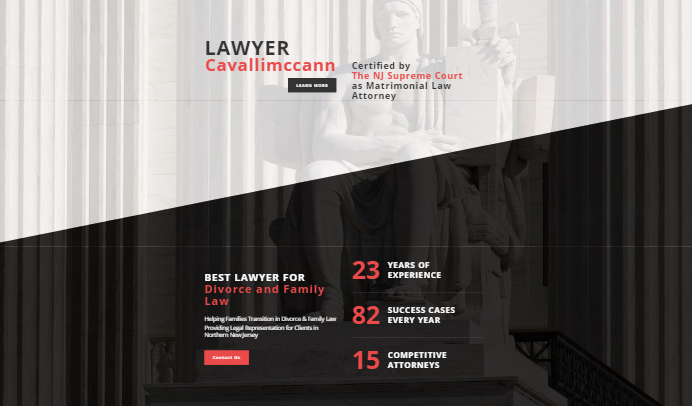 LAWYER
Cavallimccann
LEARN MORE
Certified by
The NJ Supreme Court
as Matrimonial Law
Attorney
BEST LAWYER FOR
Divorce and Family
Law
Helping Families Transition in Divorce & Family Law
Providing Legal Representation for Clients in
Northern New Jersey
Contact Us
23 YEARS OF
EXPERIENCE
82 SUCCESS CASES
EVERY YEAR
15 COMPETITIVE
ATTORNEYS